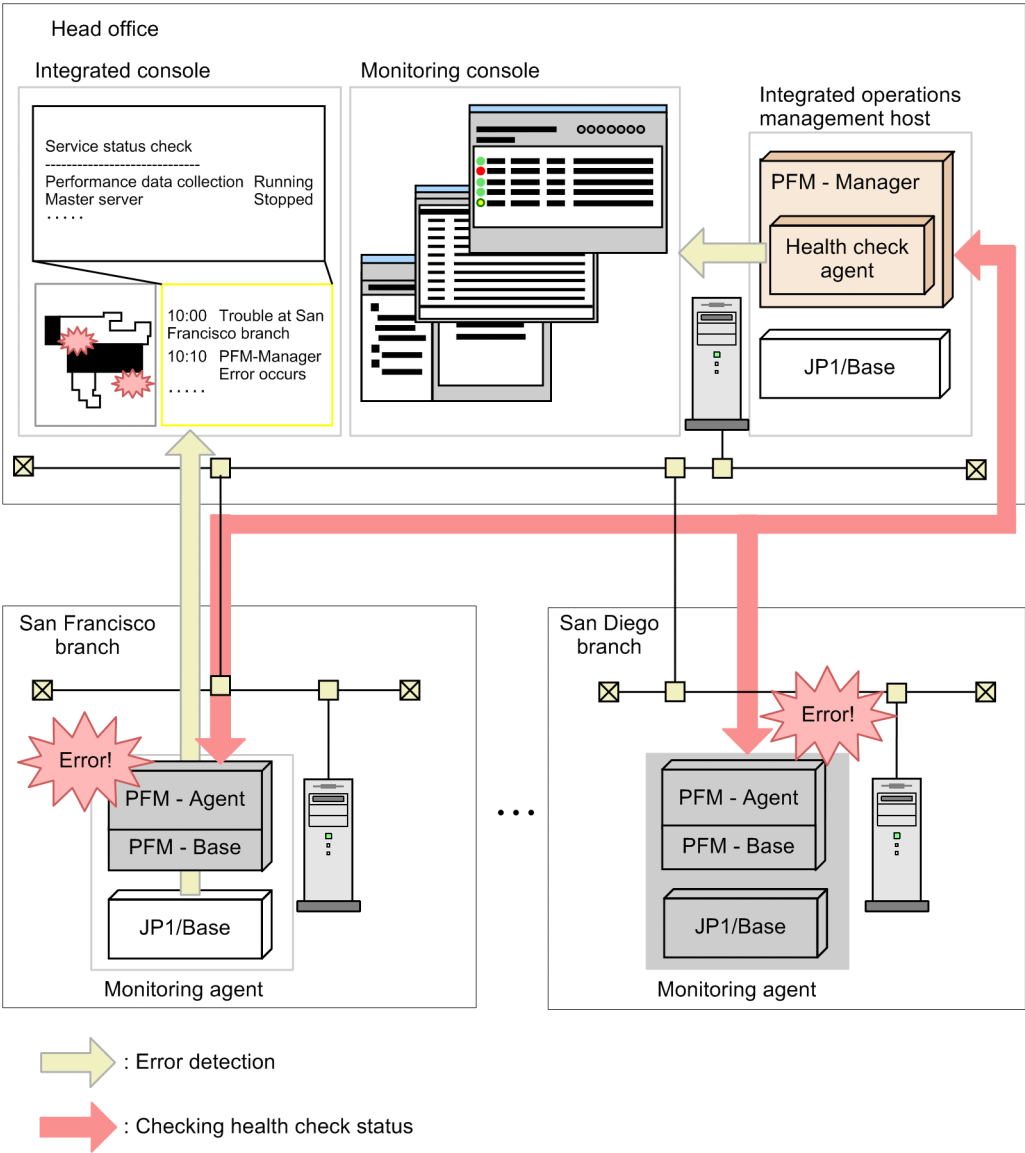 Head office
Integrated console
Monitoring console
Integrated operations
management host
Service status check
-----------------------------
Performance data collection Running
Master server Stopped
.....
10:00 Trouble at San
Francisco branch
10:10 PFM-Manager
Error occurs
.....
PFM - Manager
Health check
agent
JP1/Base
San Francisco
branch
Error!
PFM - Agent
PFM - Base
JP1/Base
Monitoring agent
...
San Diego
branch
Error!
PFM - Agent
PFM - Base
JP1/Base
Monitoring agent
: Error detection
: Checking health check status